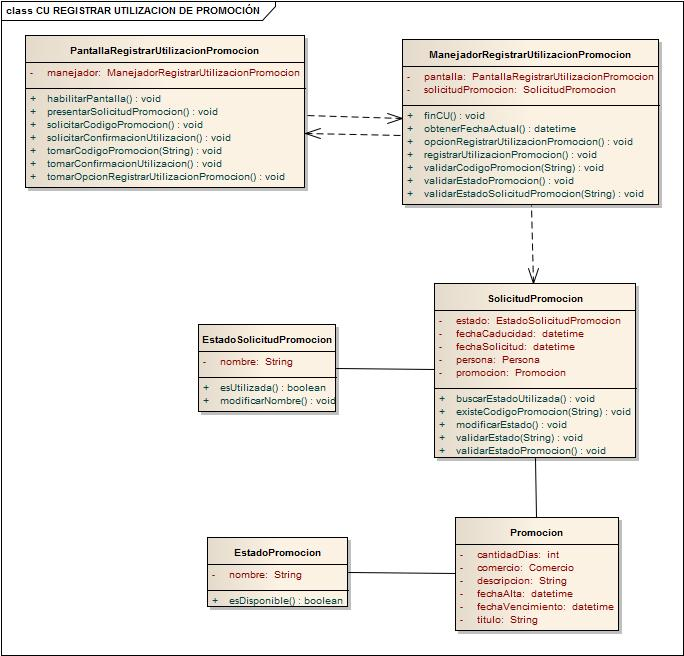 class CU REGISTRAR UTILIZACION DE PROMOCIÓN
PantallaRegistrarUtilizacionPromocion
- manejador: ManejadorRegistrarUtilizacionPromocion
+ habilitarPantalla() : void
+ presentarSolicitudPromocion() : void
+ solicitarCodigoPromocion() : void
+ solicitarConfirmacionUtilizacion() : void
+ tomarCodigoPromocion(String) : void
+ tomarConfirmacionUtilizacion() : void
+ tomarOpcionRegistrarUtilizacionPromocion() : void
ManejadorRegistrarUtilizacionPromocion
- pantalla: PantallaRegistrarUtilizacionPromocion
- solicitudPromocion: SolicitudPromocion
+ finCU() : void
+ obtenerFechaActual() : datetime
+ opcionRegistrarUtilizacionPromocion() : void
+ registrarUtilizacionPromocion() : void
+ validarCodigoPromocion(String) : void
+ validarEstadoPromocion() : void
+ validarEstadoSolicitudPromocion(String) : void
SolicitudPromocion
- estado: EstadoSolicitudPromocion
- fechaCaducidad: datetime
- fechaSolicitud: datetime
- persona: Persona
- promocion: Promocion
+ buscarEstadoUtilizada() : void
+ existeCodigoPromocion(String) : void
+ modificarEstado() : void
+ validarEstado(String) : void
+ validarEstadoPromocion() : void
EstadoSolicitudPromocion
- nombre: String
+ esUtilizada() : boolean
+ modificarNombre() : void
EstadoPromocion
- nombre: String
+ esDisponible() : boolean
Promocion
- cantidadDias: int
- comercio: Comercio
- descripcion: String
- fechaAlta: datetime
- fechaVencimiento: datetime
- titulo: String